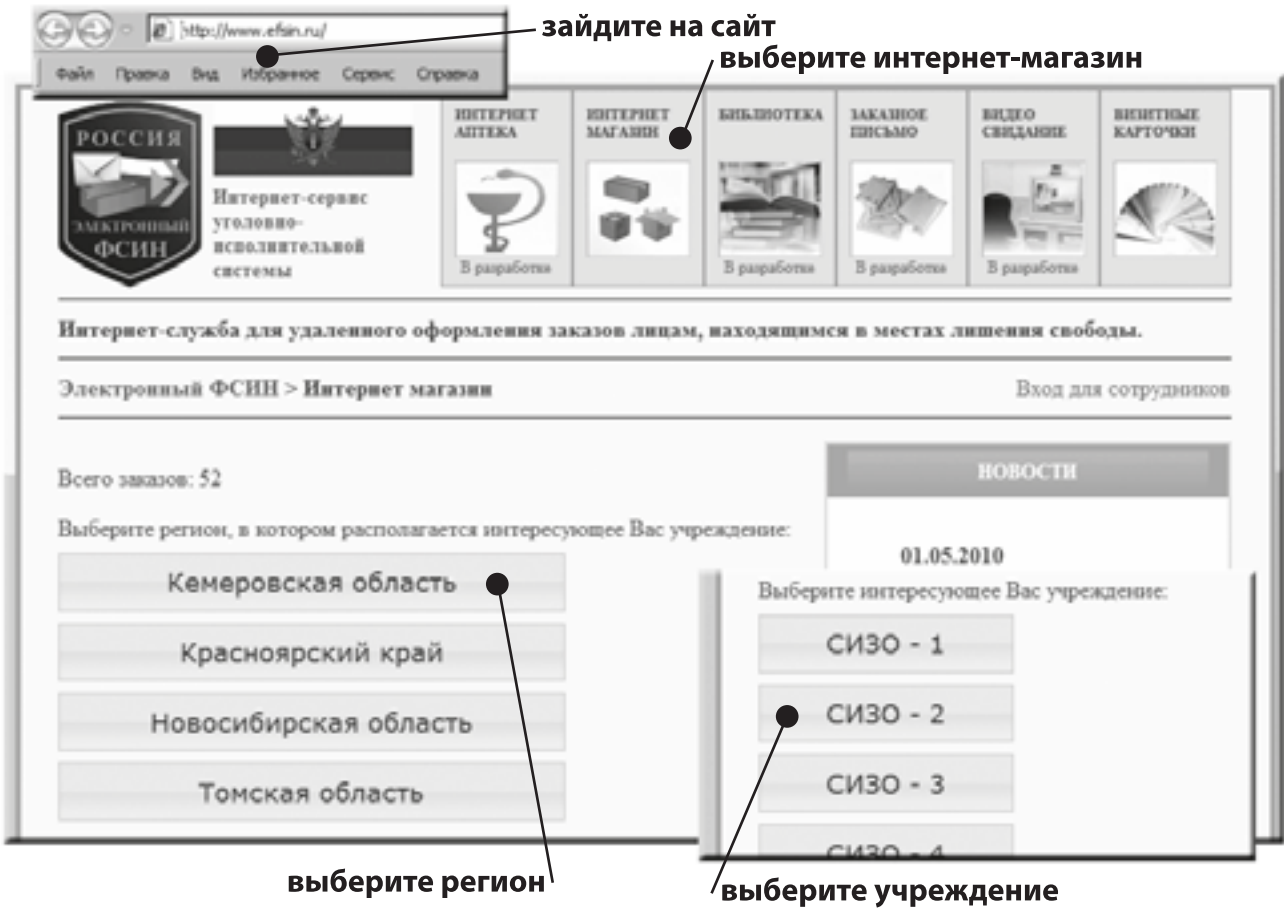 http://www.efsin.ru/
зайдите на сайт
выберите интернет-магазин
Файл Правка Вид Избранное Сервис Справка
РОССИЯ
ЭЛЕКТРОННЫЙ
ФСИН
Интернет-сервис
уголовно-
исполнительной
системы
ИНТЕРНЕТ
АПТЕКА
В разработке
ИНТЕРНЕТ
МАГАЗИН
БИБЛИОТЕКА
В разработке
ЗАКАЗНОЕ
ПИСЬМО
В разработке
ВИДЕО
СВИДАНИЕ
В разработке
ВИЗИТНЫЕ
КАРТОЧКИ
Интернет-служба для удаленного оформления заказов лицам, находящимся в местах лишения свободы.
Электронный ФСИН > Интернет магазин
Вход для сотрудников
Всего заказов: 52
НОВОСТИ
01.05.2010
Выберите регион, в котором располагается интересующее Вас учреждение:
Кемеровская область
Красноярский край
Новосибирская область
Томская область
Выберите интересующее Вас учреждение:
СИЗО - 1
СИЗО - 2
СИЗО - 3
СИЗО - 4
выберите регион
выберите учреждение